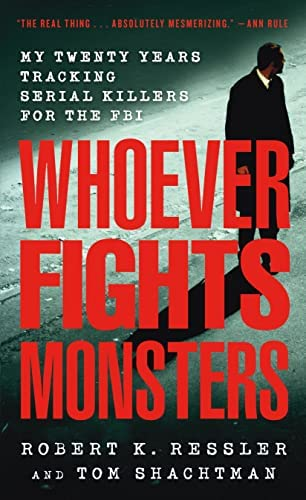 "THE REAL THING . . . ABSOLUTELY MESMERIZING." —ANN RULE
MY TWENTY YEARS
TRACKING
SERIAL KILLERS
FOR THE FBI
WHOEVER
FIGHTS
MONSTERS
ROBERT K. RESSLER
AND TOM SHACHTMAN